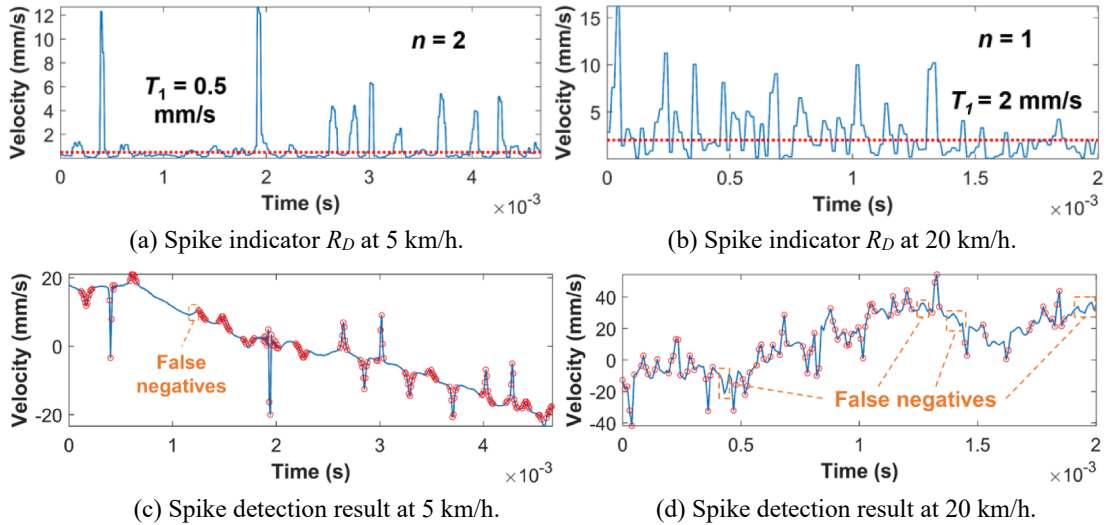 Velocity (mm/s)
12
10
8
6
4
2
T1 = 0.5
mm/s
n = 2
0
1
2
3
4
Time (s)
×10-3
(a) Spike indicator RD at 5 km/h.
Velocity (mm/s)
15
10
5
0
n = 1
T1 = 2 mm/s
0
0.5
1
1.5
2
Time (s)
×10-3
(b) Spike indicator RD at 20 km/h.
Velocity (mm/s)
20
0
-20
False
negatives
0
1
2
3
4
Time (s)
×10-3
(c) Spike detection result at 5 km/h.
Velocity (mm/s)
40
20
0
-20
-40
False negatives
0
0.5
1
1.5
2
Time (s)
×10-3
(d) Spike detection result at 20 km/h.